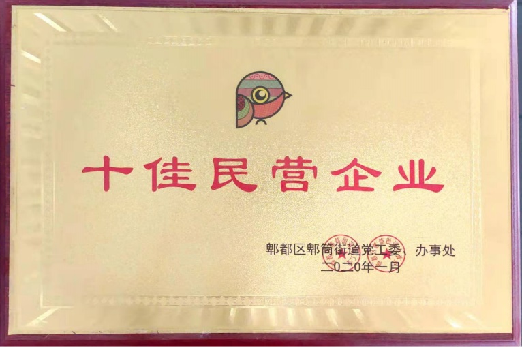 十佳民营企业
郫都区郫筒街道党工委、办事处
二〇二〇年一月